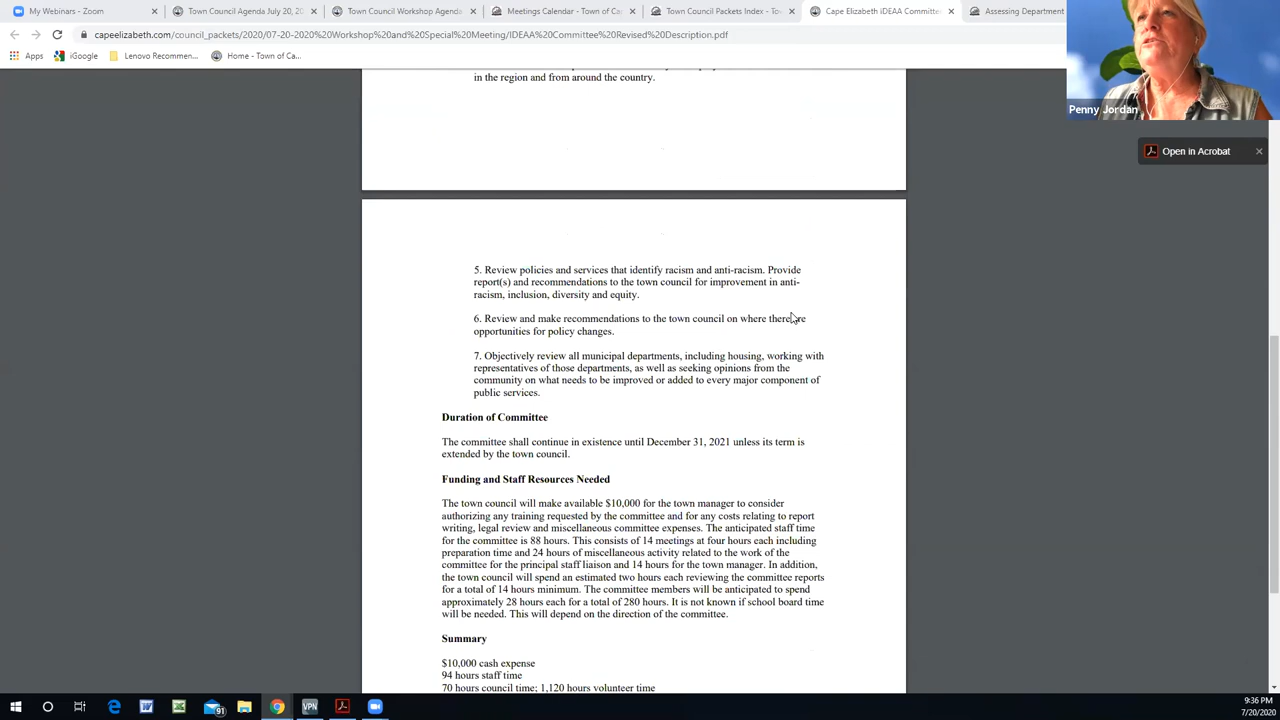 My Webinars - Zoom
Town Council Agenda July 20, 20
Town Council Workshop Agenda
Meetings Calendar - Town of Cap
Town Council Packets Index - To
Cape Elizabeth IDEAA Committe
Assessing Department
capeelizabeth.com/council_packets/2020/07-20-2020%20Workshop%20and%20Special%20Meeting/IDEAA%20Committee%20Revised%20Description.pdf
Apps
iGoogle
Lenovo Recommen...
Home - Town of Ca...
Penny Jordan
in the region and from around the country.
Open in Acrobat
5. Review policies and services that identify racism and anti-racism. Provide
report(s) and recommendations to the town council for improvement in anti-
racism, inclusion, diversity and equity.
6. Review and make recommendations to the town council on where there are
opportunities for policy changes.
7. Objectively review all municipal departments, including housing, working with
representatives of those departments, as well as seeking opinions from the
community on what needs to be improved or added to every major component of
public services.
Duration of Committee
The committee shall continue in existence until December 31, 2021 unless its term is
extended by the town council.
Funding and Staff Resources Needed
The town council will make available $10,000 for the town manager to consider
authorizing any training requested by the committee and for any costs relating to report
writing, legal review and miscellaneous committee expenses. The anticipated staff time
for the committee is 88 hours. This consists of 14 meetings at four hours each including
preparation time and 24 hours of miscellaneous activity related to the work of the
committee for the principal staff liaison and 14 hours for the town manager. In addition,
the town council will spend an estimated two hours each reviewing the committee reports
for a total of 14 hours minimum. The committee members will be anticipated to spend
approximately 28 hours each for a total of 280 hours. It is not known if school board time
will be needed. This will depend on the direction of the committee.
Summary
$10,000 cash expense
94 hours staff time
70 hours council time; 1,120 hours volunteer time
91
VPN
9:36 PM
7/20/2020